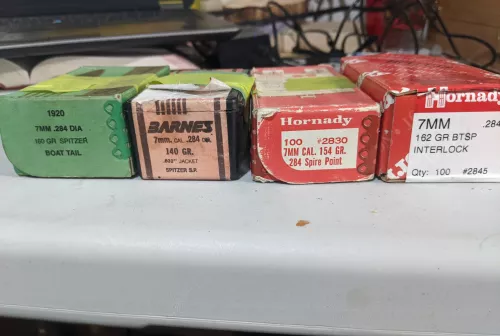 1920
7MM .284 DIA
160 GR SPITZER
BOAT TAIL
BARNES
7mm. CAL. .284 DIA.
140 GR.
JACKET
SPITZER S.P.
Hornady
100 #2830
7MM CAL. 154 GR.
284 Spire Point
Hornady
7MM .284
162 GR BTSP
INTERLOCK
Qty: 100 #2845